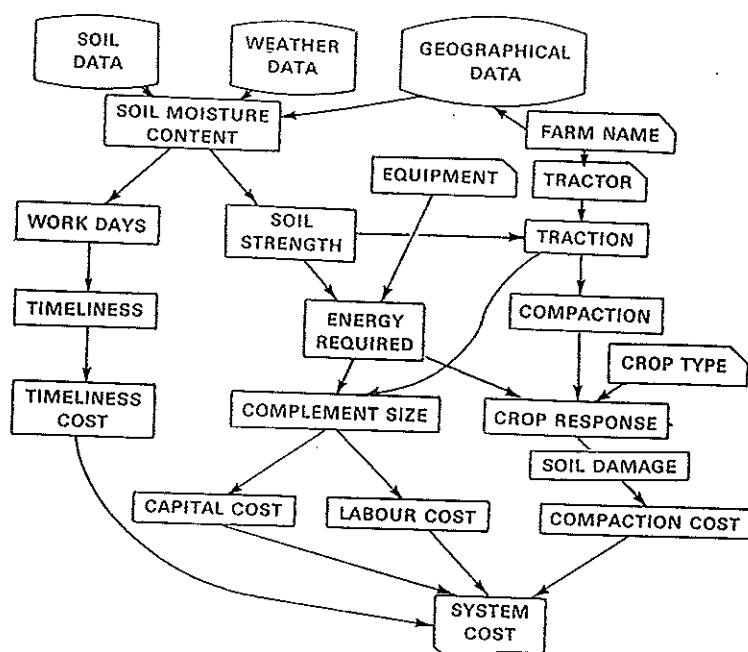 SOIL
DATA
WEATHER
DATA
GEOGRAPHICAL
DATA
SOIL MOISTURE
CONTENT
FARM NAME
EQUIPMENT
TRACTOR
WORK DAYS
SOIL
STRENGTH
TRACTION
TIMELINESS
ENERGY
REQUIRED
COMPACTION
CROP TYPE
TIMELINESS
COST
COMPLEMENT SIZE
CROP RESPONSE
SOIL DAMAGE
CAPITAL COST
LABOUR COST
COMPACTION COST
SYSTEM
COST